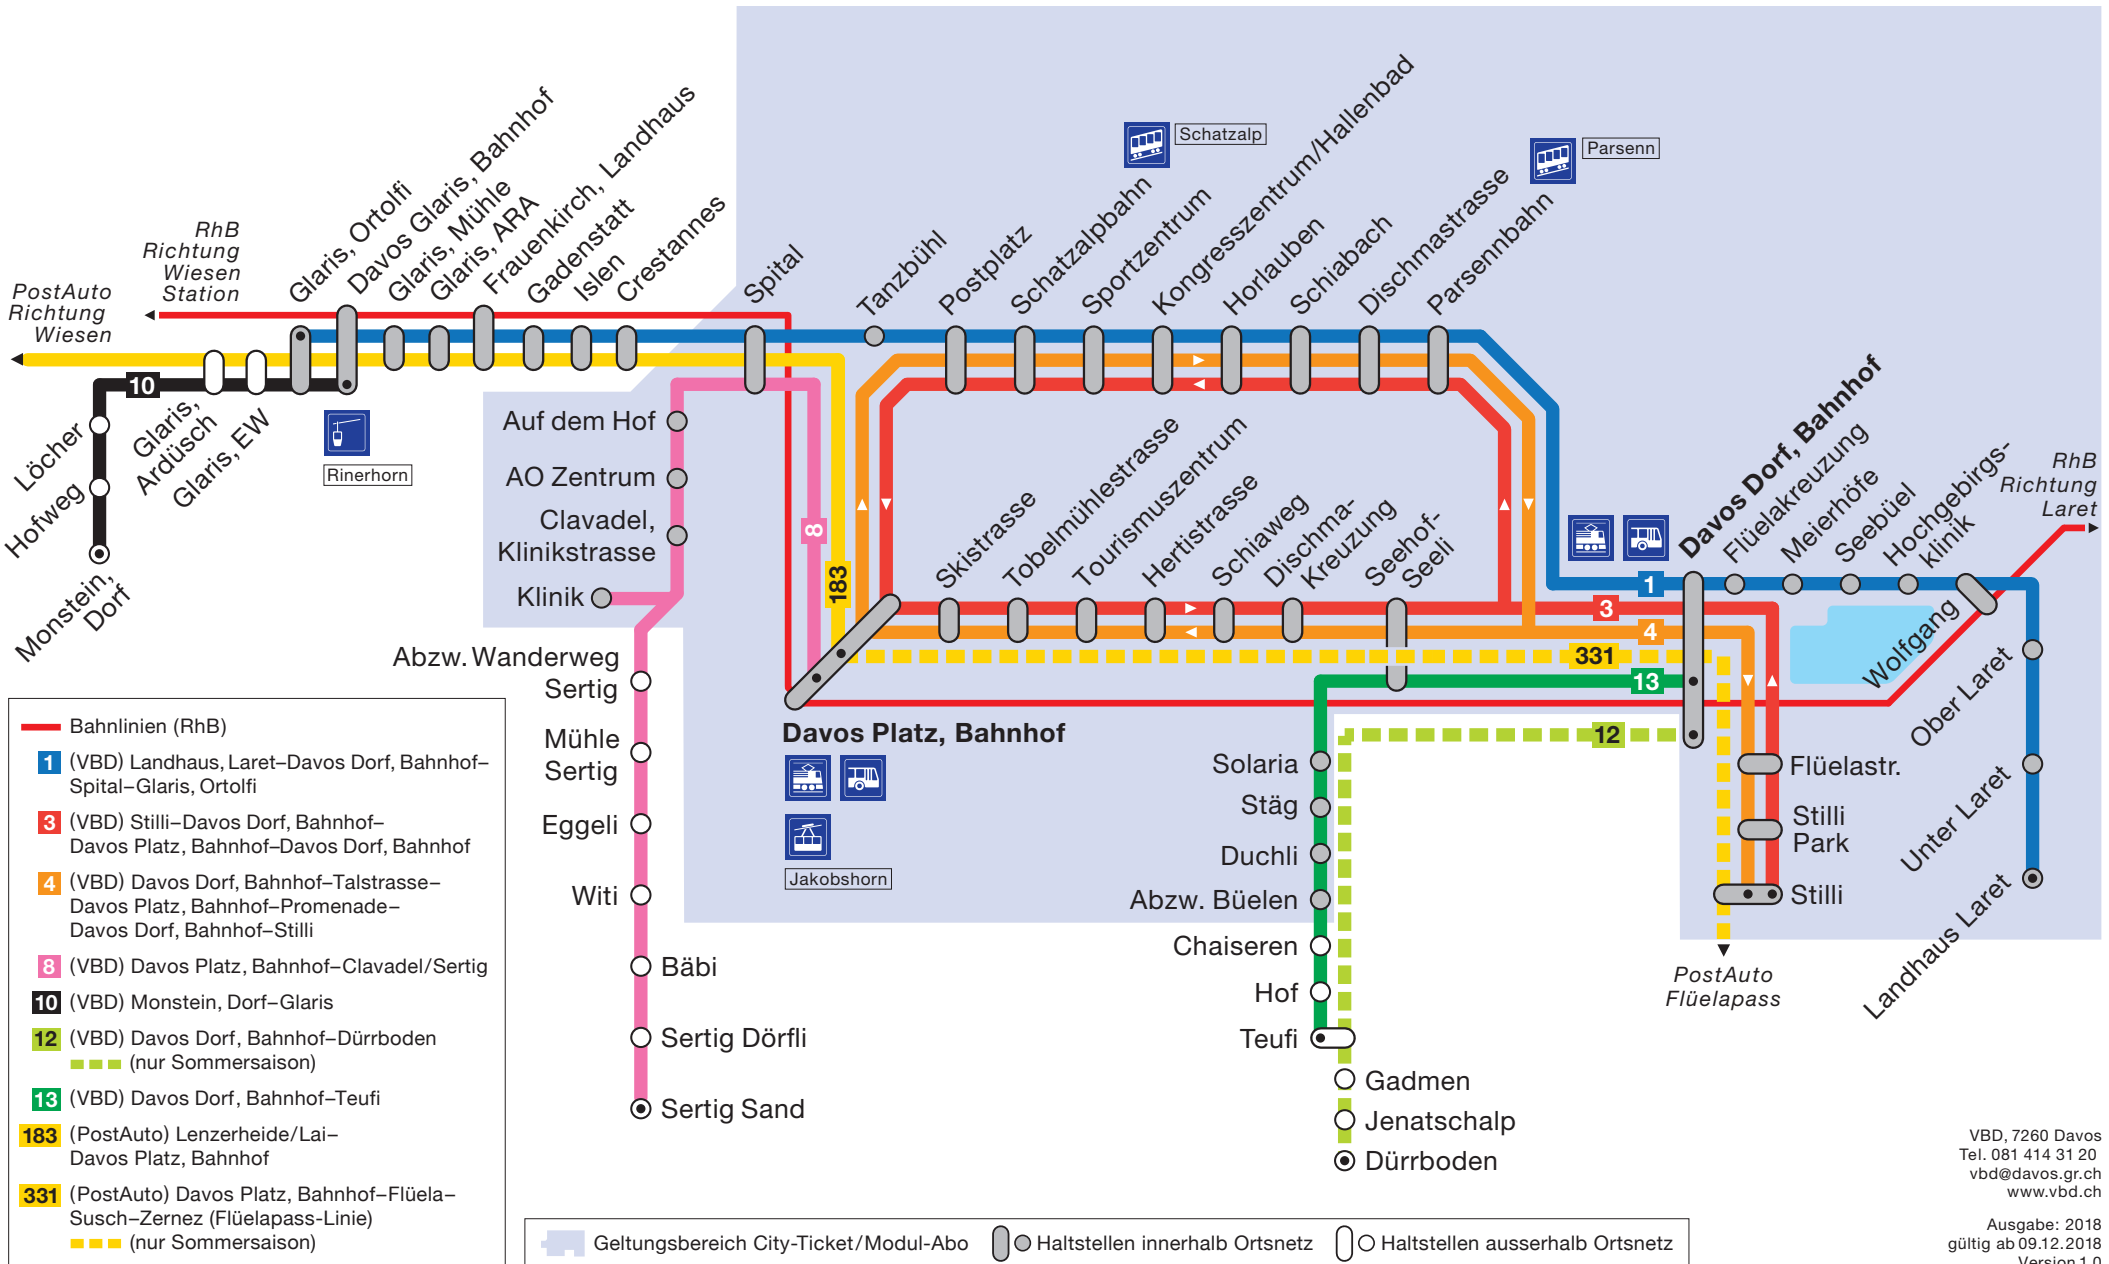 Schatzalp
Parsenn
RhB
Richtung
Wiesen
Station
PostAuto
Richtung
Wiesen
Glaris, Ortolfi
Davos Glaris, Bahnhof
Glaris, Mühle
Glaris, ARA
Frauenkirch, Landhaus
Gadenstatt
Islen
Crestannes
Spital
Tanzbühl
Postplatz
Schatzalpbahn
Sportzentrum
Kongresszentrum/Hallenbad
Horlauben
Schiabach
Dischmastrasse
Parsennbahn
10
Löcher
Hofweg
Monstein,
Dorf
Glaris,
Ardüsch
Glaris, EW
Rinerhorn
Auf dem Hof
AO Zentrum
Clavadel,
Klinikstrasse
Klinik
8
183
Skistrasse
Tobelmühlestrasse
Tourismuszentrum
Hertistrasse
Schiaweg
Dischma-
Kreuzung
Seehof-
Seeli
Davos Dorf, Bahnhof
Flüelakreuzung
Meierhöfe
Seebüel
Hochgebirgs-
klinik
RhB
Richtung
Laret
1
3
4
331
13
12
Wolfgang
Ober Laret
Unter Laret
Landhaus Laret
Abzw. Wanderweg
Sertig
Mühle
Sertig
Eggeli
Witi
Bäbi
Sertig Dörfli
Sertig Sand
Davos Platz, Bahnhof
Jakobshorn
Solaria
Stäg
Duchli
Abzw. Büelen
Chaiseren
Hof
Teufi
Gadmen
Jenatschalp
Dürrboden
Flüelastr.
Stilli
Park
Stilli
PostAuto
Flüelapass
Bahnlinien (RhB)
1 (VBD) Landhaus, Laret–Davos Dorf, Bahnhof–
Spital–Glaris, Ortolfi
3 (VBD) Stilli–Davos Dorf, Bahnhof–
Davos Platz, Bahnhof–Davos Dorf, Bahnhof
4 (VBD) Davos Dorf, Bahnhof–Talstrasse–
Davos Platz, Bahnhof–Promenade–
Davos Dorf, Bahnhof–Stilli
8 (VBD) Davos Platz, Bahnhof–Clavadel/Sertig
10 (VBD) Monstein, Dorf–Glaris
12 (VBD) Davos Dorf, Bahnhof–Dürrboden
(nur Sommersaison)
13 (VBD) Davos Dorf, Bahnhof–Teufi
183 (PostAuto) Lenzerheide/Lai–
Davos Platz, Bahnhof
331 (PostAuto) Davos Platz, Bahnhof–Flüela–
Susch–Zernez (Flüelapass-Linie)
(nur Sommersaison)
Geltungsbereich City-Ticket/Modul-Abo
Haltstellen innerhalb Ortsnetz
Haltstellen ausserhalb Ortsnetz
VBD, 7260 Davos
Tel. 081 414 31 20
vbd@davos.gr.ch
www.vbd.ch
Ausgabe: 2018
gültig ab 09.12.2018
Version 1.0